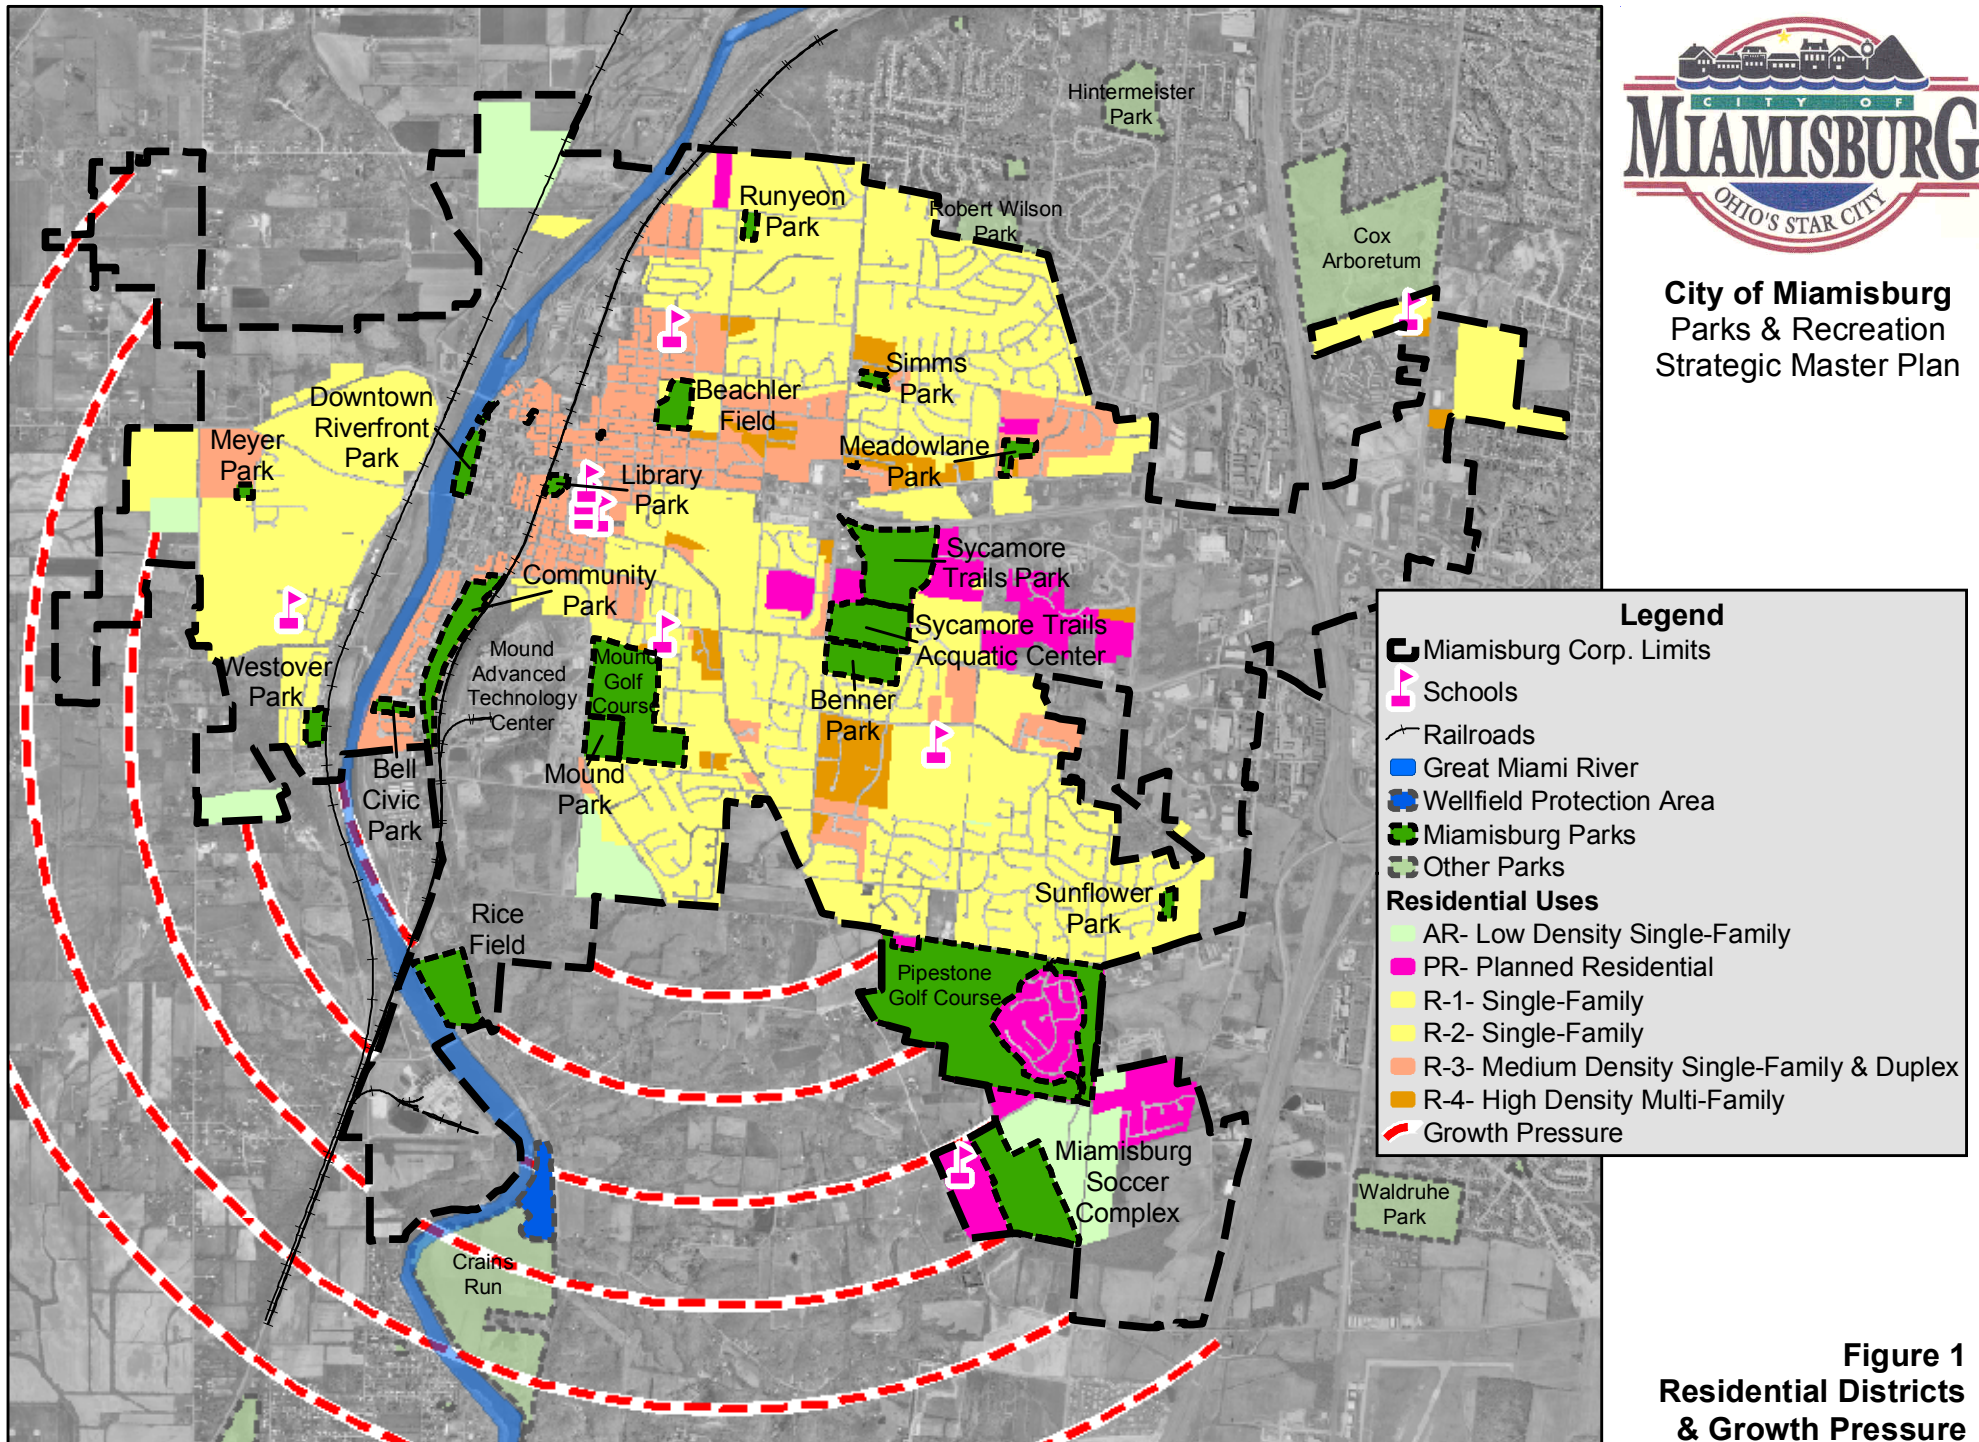 CITY OF
MIAMISBURG
OHIO'S STAR CITY
City of Miamisburg
Parks & Recreation
Strategic Master Plan
Hintermeister
Park
Runyeon
Park
Robert Wilson
Park
Cox
Arboretum
Downtown
Riverfront
Park
Meyer
Park
Beachler
Field
Simms
Park
Meadowlane
Park
Library
Park
Sycamore
Trails Park
Community
Park
Sycamore Trails
Acquatic Center
Mound
Advanced
Technology
Center
Mound
Golf
Course
Westover
Park
Benner
Park
Bell
Civic
Park
Mound
Park
Sunflower
Park
Rice
Field
Pipestone
Golf Course
Miamisburg
Soccer
Complex
Waldruhe
Park
Crains
Run
Legend
Miamisburg Corp. Limits
Schools
Railroads
Great Miami River
Wellfield Protection Area
Miamisburg Parks
Other Parks
Residential Uses
AR- Low Density Single-Family
PR- Planned Residential
R-1- Single-Family
R-2- Single-Family
R-3- Medium Density Single-Family & Duplex
R-4- High Density Multi-Family
Growth Pressure
Figure 1
Residential Districts
& Growth Pressure